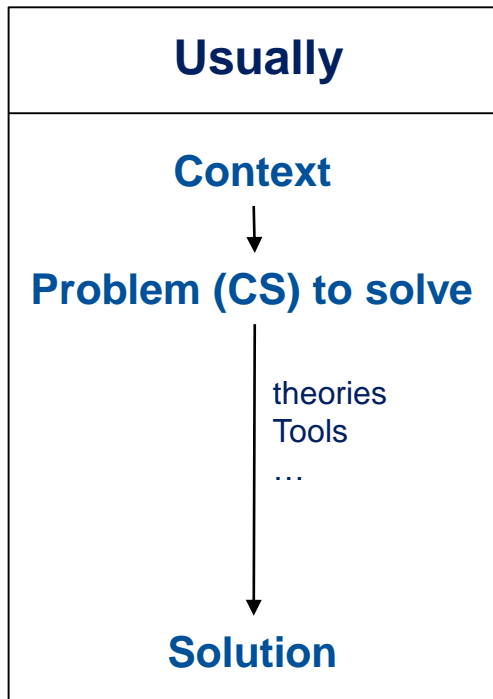 Usually
Context
Problem (CS) to solve
theories
Tools
…
Solution